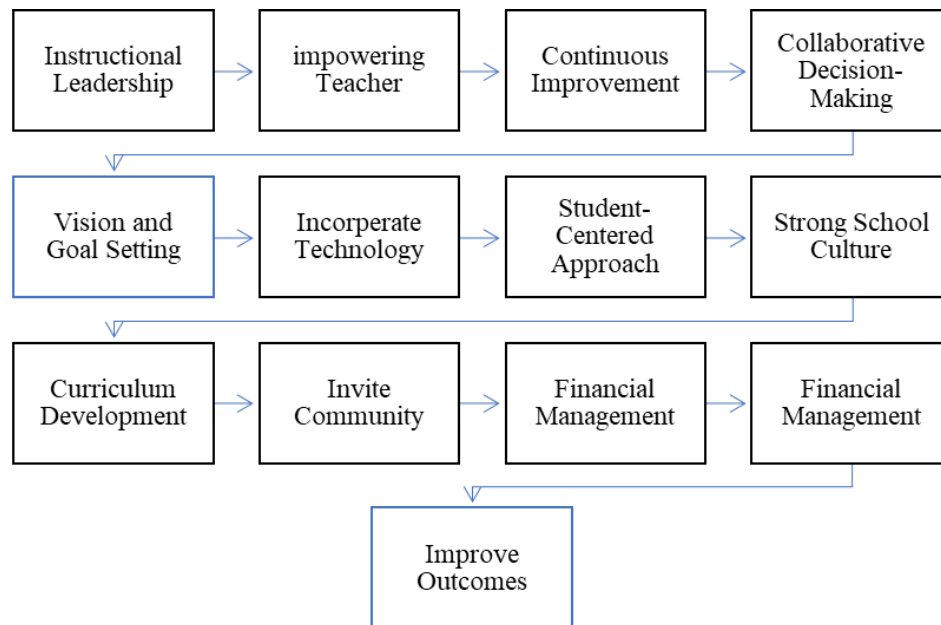 Instructional
Leadership
impowering
Teacher
Continuous
Improvement
Collaborative
Decision-
Making
Vision and
Goal Setting
Incorperate
Technology
Student-
Centered
Approach
Strong School
Culture
Curriculum
Development
Invite
Community
Financial
Management
Financial
Management
Improve
Outcomes